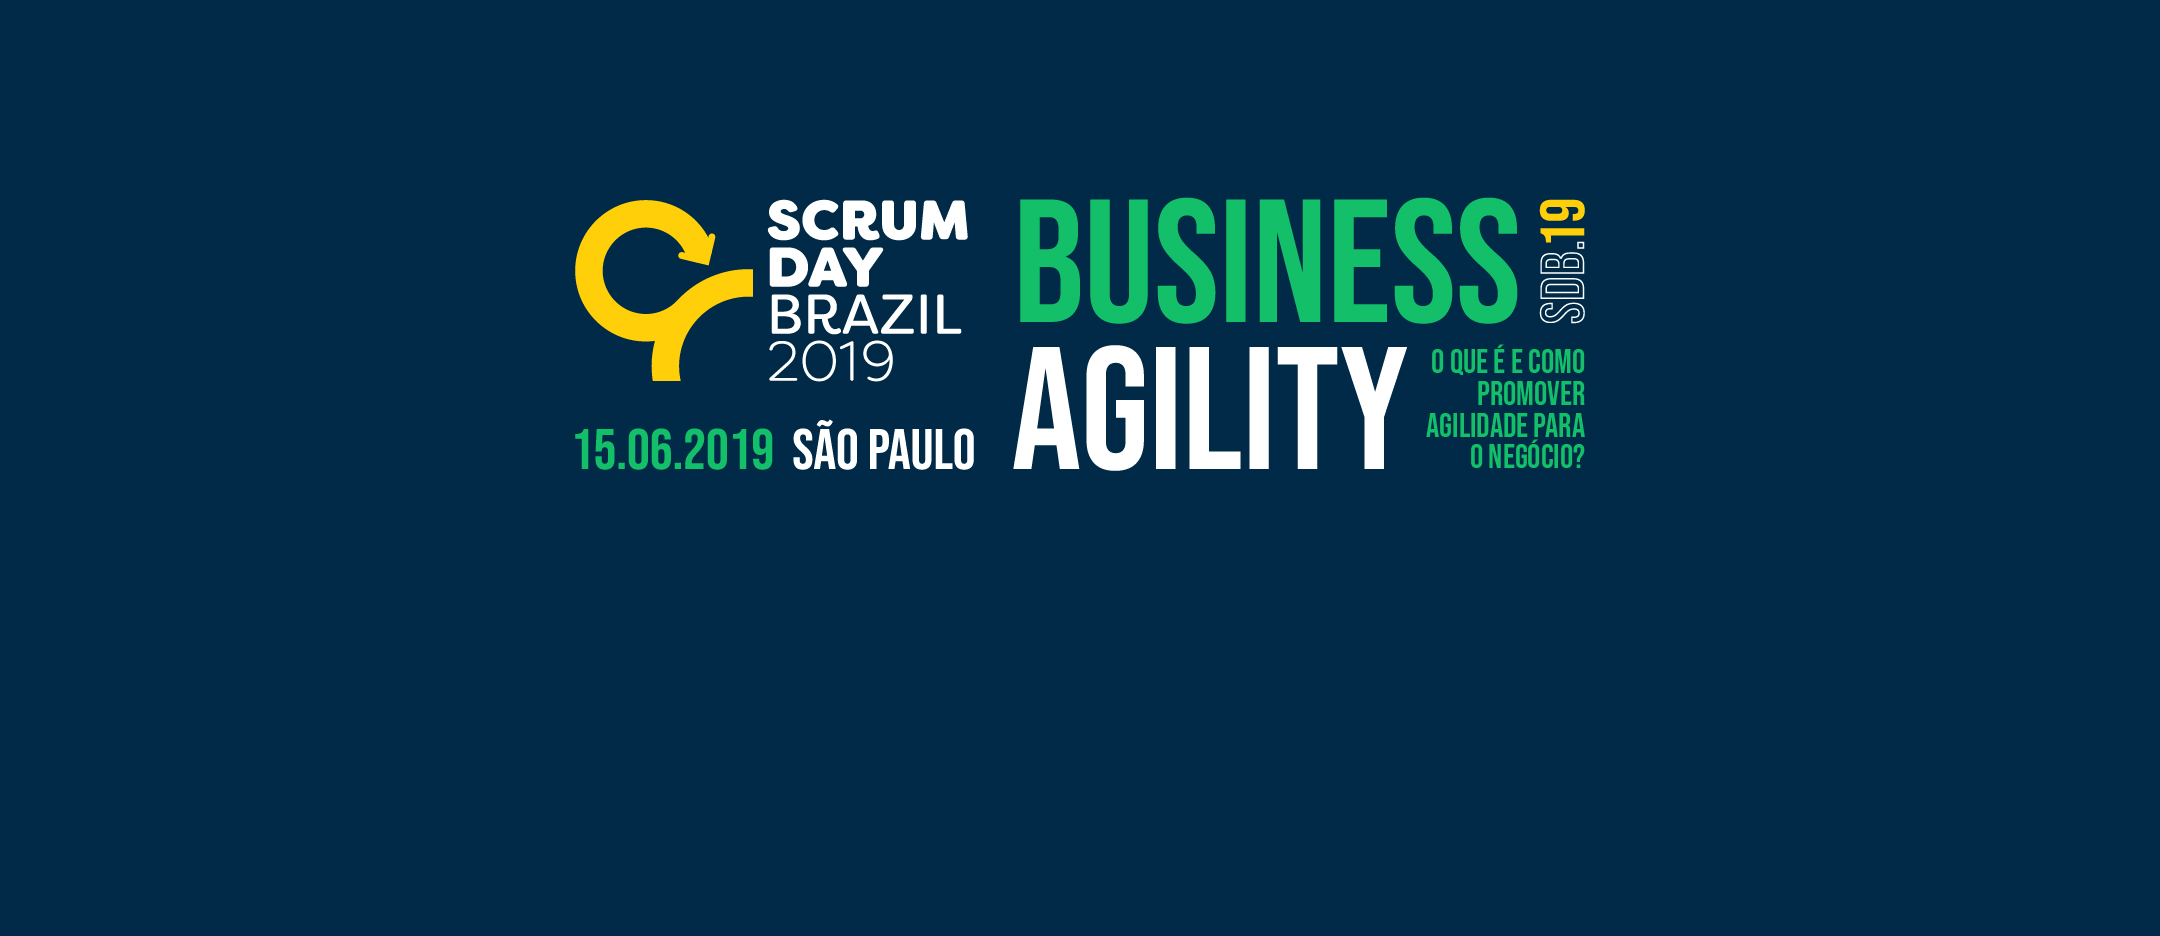 SCRUM
DAY
BRAZIL
2019
15.06.2019 SÃO PAULO
BUSINESS
AGILITY
SDB.19
O QUE É E COMO
PROMOVER
AGILIDADE PARA
O NEGÓCIO?